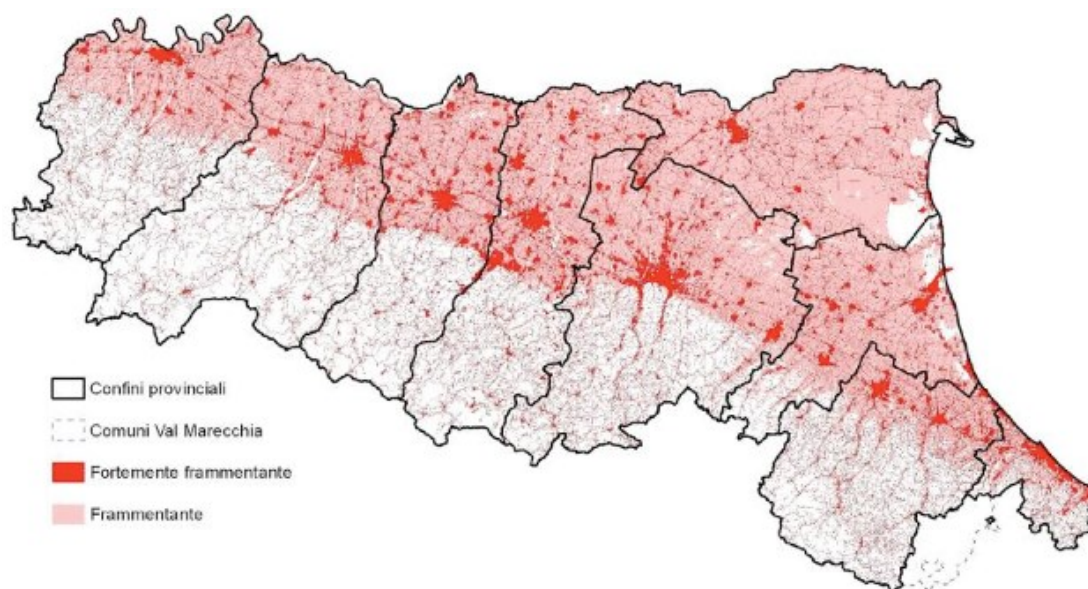 Confini provinciali
Comuni Val Marecchia
Fortemente frammentante
Frammentante